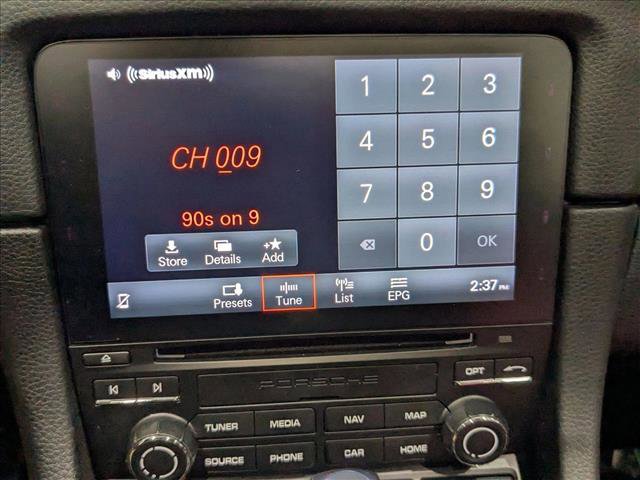 ((SiriusXM))
CH 009
90s on 9
1 2 3
4 5 6
7 8 9
0 OK
Store Details +Add
Presets Tune List EPG 2:37 PM
OPT
PORSCHE
TUNER MEDIA NAV MAP
SOURCE PHONE CAR HOME